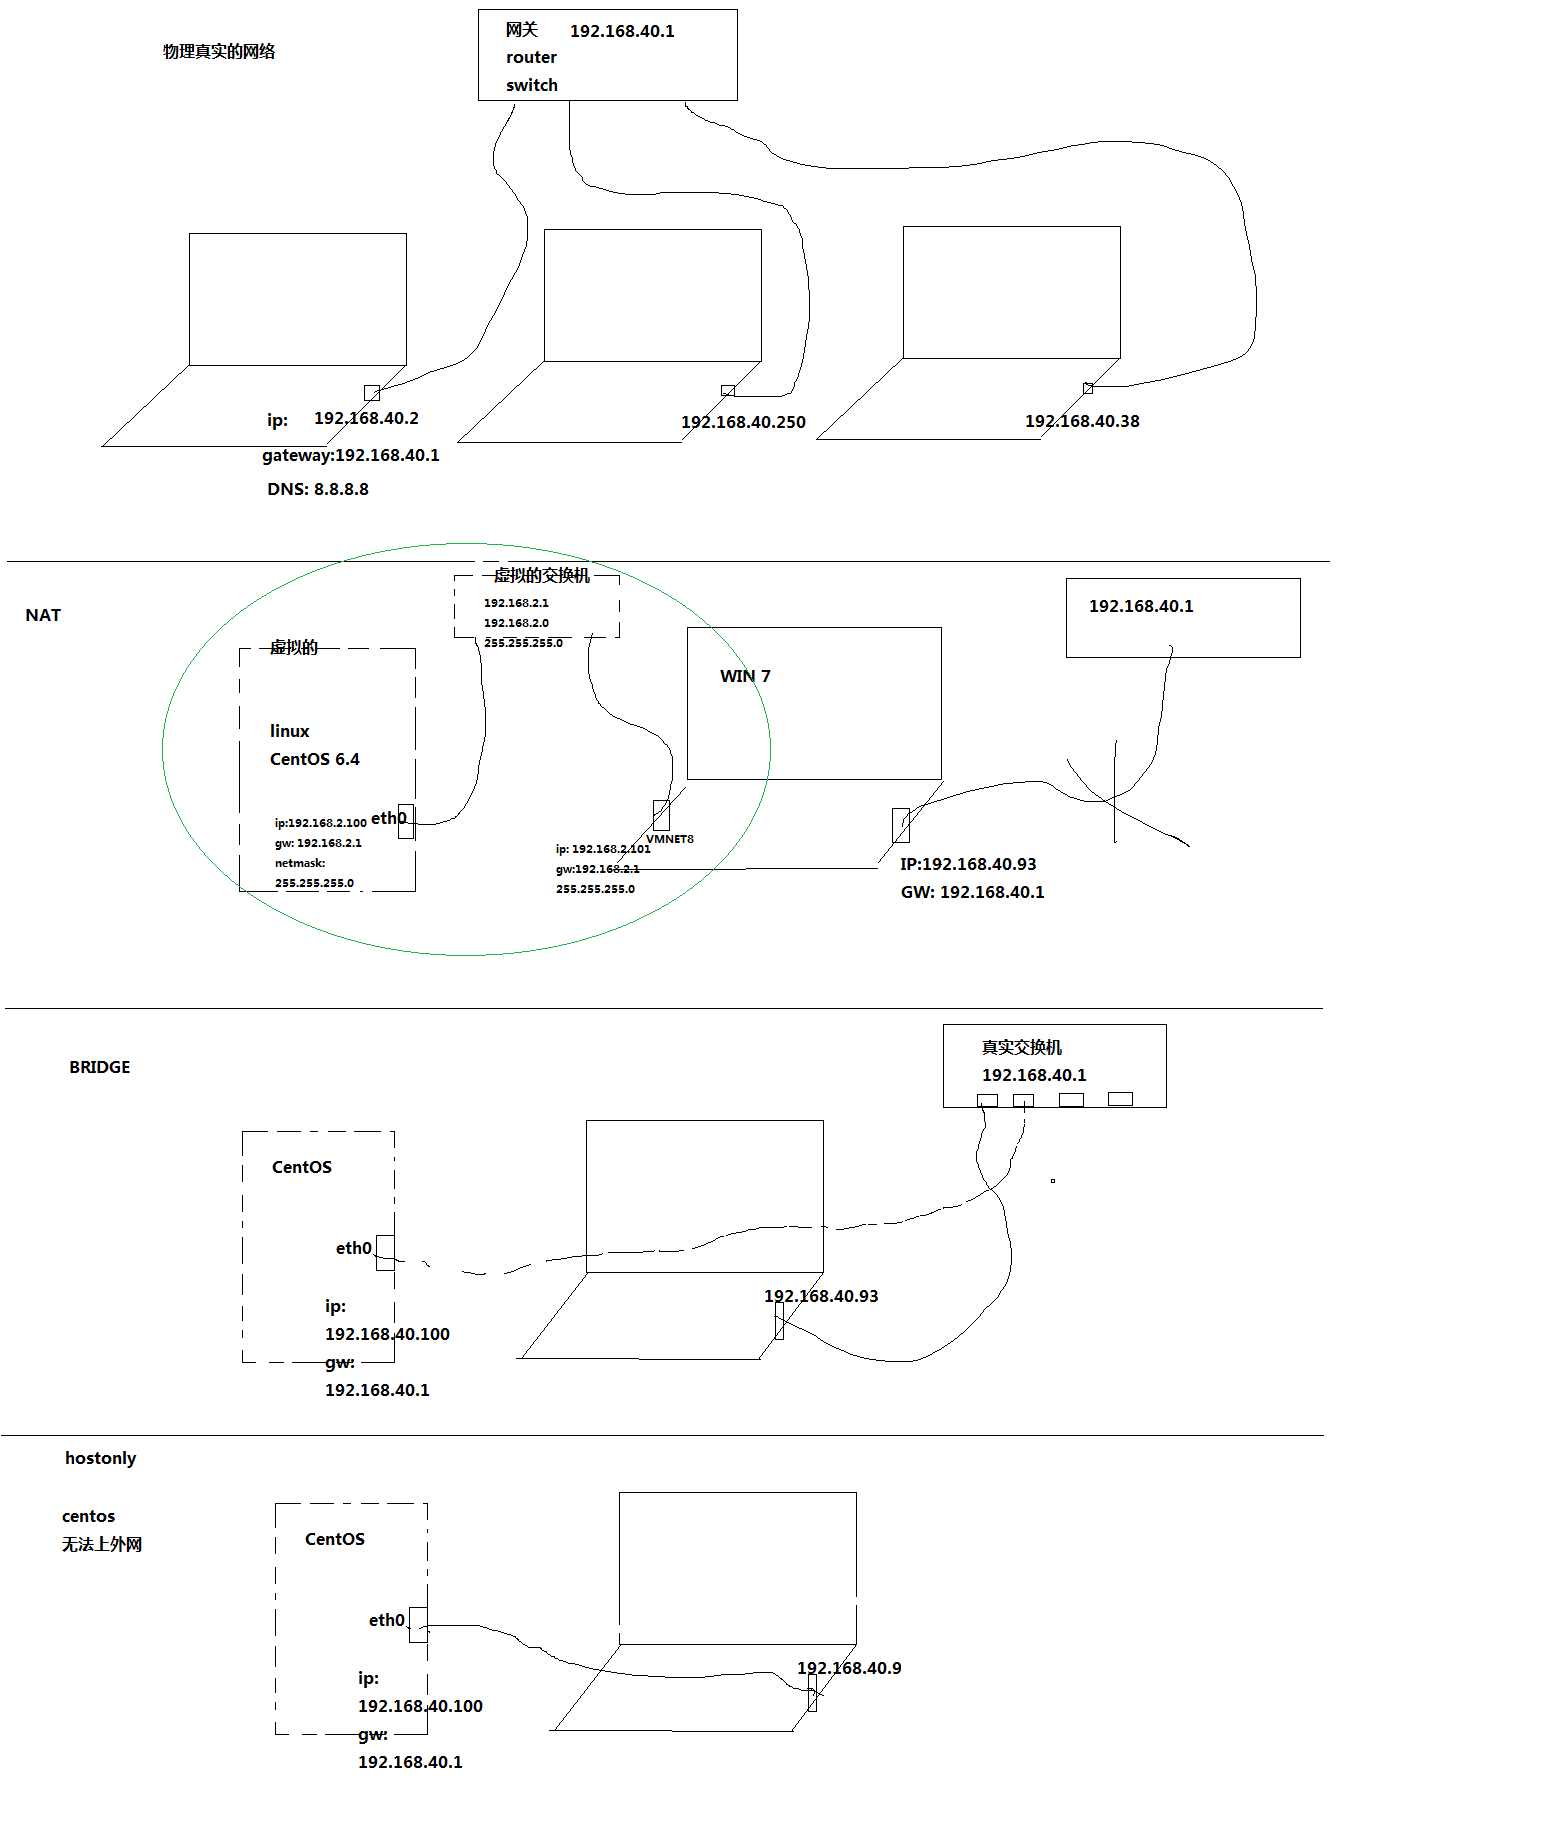 物理真实的网络
网关 192.168.40.1
router
switch
ip: 192.168.40.2
gateway:192.168.40.1
DNS: 8.8.8.8
192.168.40.250
192.168.40.38
NAT
虚拟的交换机
192.168.2.1
192.168.2.0
255.255.255.0
虚拟的
linux
CentOS 6.4
eth0
ip:192.168.2.100
gw: 192.168.2.1
netmask:
255.255.255.0
WIN 7
VMNET8
ip: 192.168.2.101
gw:192.168.2.1
255.255.255.0
192.168.40.1
IP:192.168.40.93
GW: 192.168.40.1
BRIDGE
真实交换机
192.168.40.1
CentOS
eth0
ip:
192.168.40.100
gw:
192.168.40.1
192.168.40.93
hostonly
centos
无法上外网
CentOS
eth0
ip:
192.168.40.100
gw:
192.168.40.1
192.168.40.9